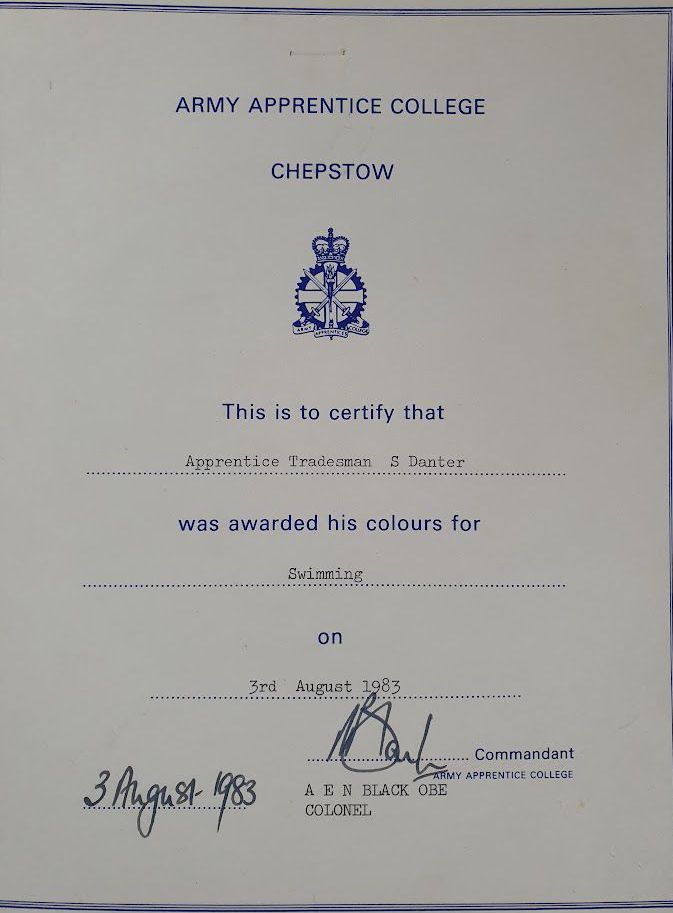 ARMY APPRENTICE COLLEGE
CHEPSTOW
ARMY APPRENTICES COLLEGE
This is to certify that
Apprentice Tradesman S Danter
was awarded his colours for
Swimming
on
3rd August 1983
Commandant
ARMY APPRENTICE COLLEGE
3 August 1983
A E N BLACK OBE
COLONEL